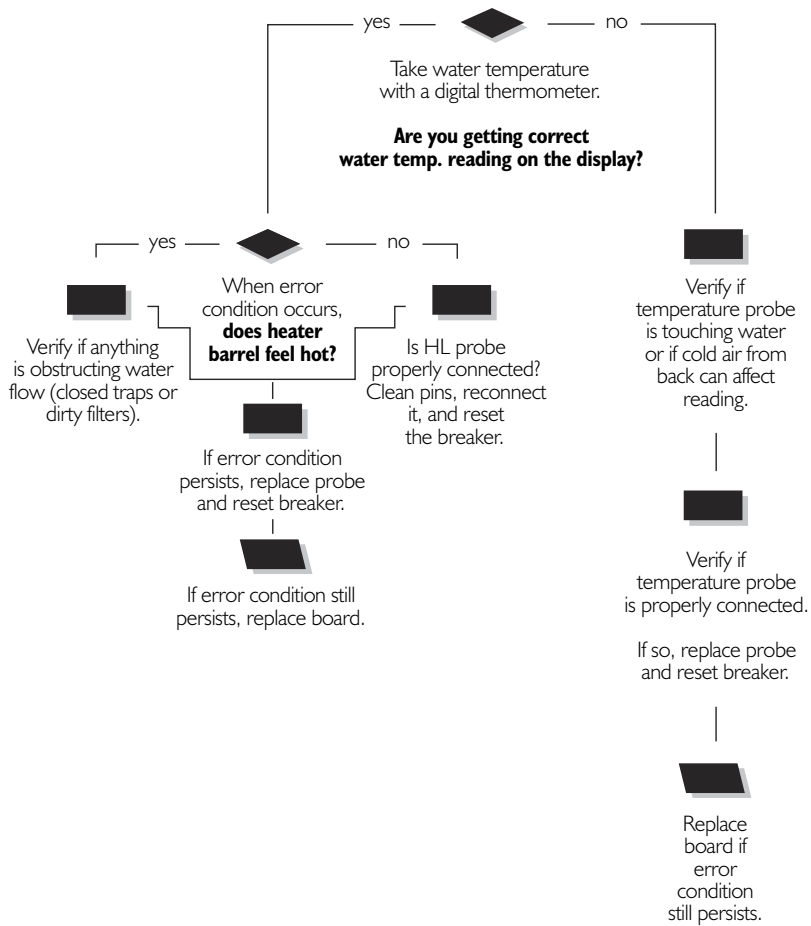 yes
no
Take water temperature
with a digital thermometer.
Are you getting correct
water temp. reading on the display?
yes
no
When error
condition occurs,
does heater
barrel feel hot?
Verify if anything
is obstructing water
flow (closed traps or
dirty filters).
Is HL probe
properly connected?
Clean pins, reconnect
it, and reset
the breaker.
If error condition
persists, replace probe
and reset breaker.
If error condition still
persists, replace board.
Verify if
temperature probe
is touching water
or if cold air from
back can affect
reading.
Verify if
temperature probe
is properly connected.
If so, replace probe
and reset breaker.
Replace
board if
error
condition
still persists.